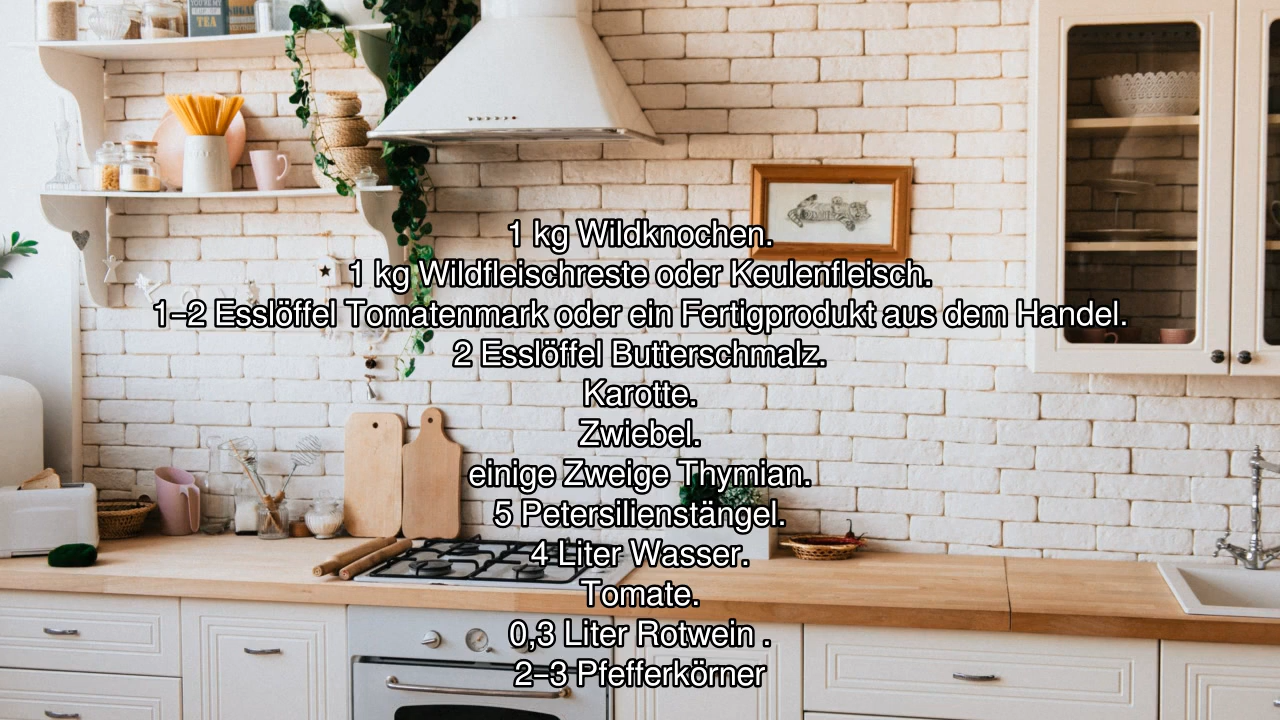 TEA
1 kg Wildknochen.
1 kg Wildfleischreste oder Keulenfleisch.
1–2 Esslöffel Tomatenmark oder ein Fertigprodukt aus dem Handel.
2 Esslöffel Butterschmalz.
Karotte.
Zwiebel.
einige Zweige Thymian.
5 Petersilienstängel.
4 Liter Wasser.
Tomate.
0,3 Liter Rotwein .
2–3 Pfefferkörner